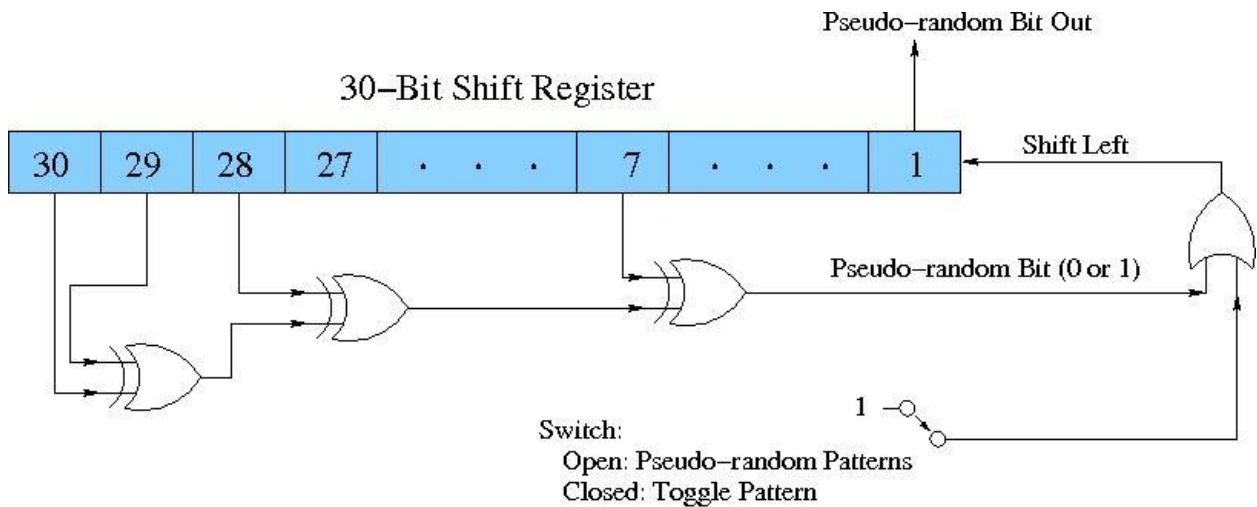 Pseudo-random Bit Out
30-Bit Shift Register
30 29 28 27 . . . 7 . . . 1
Shift Left
Pseudo-random Bit (0 or 1)
1
Switch:
Open: Pseudo-random Patterns
Closed: Toggle Pattern